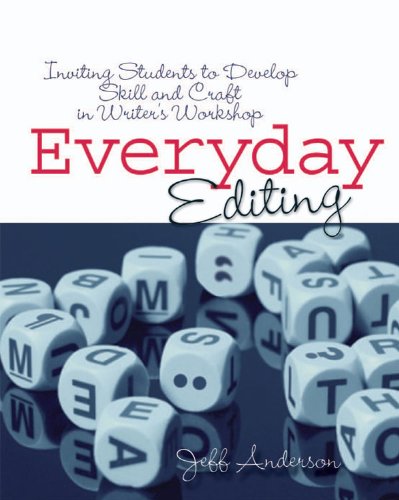 Inviting Students to Develop
Skill and Craft
in Writer's Workshop
Everyday
Editing
Jeff Anderson